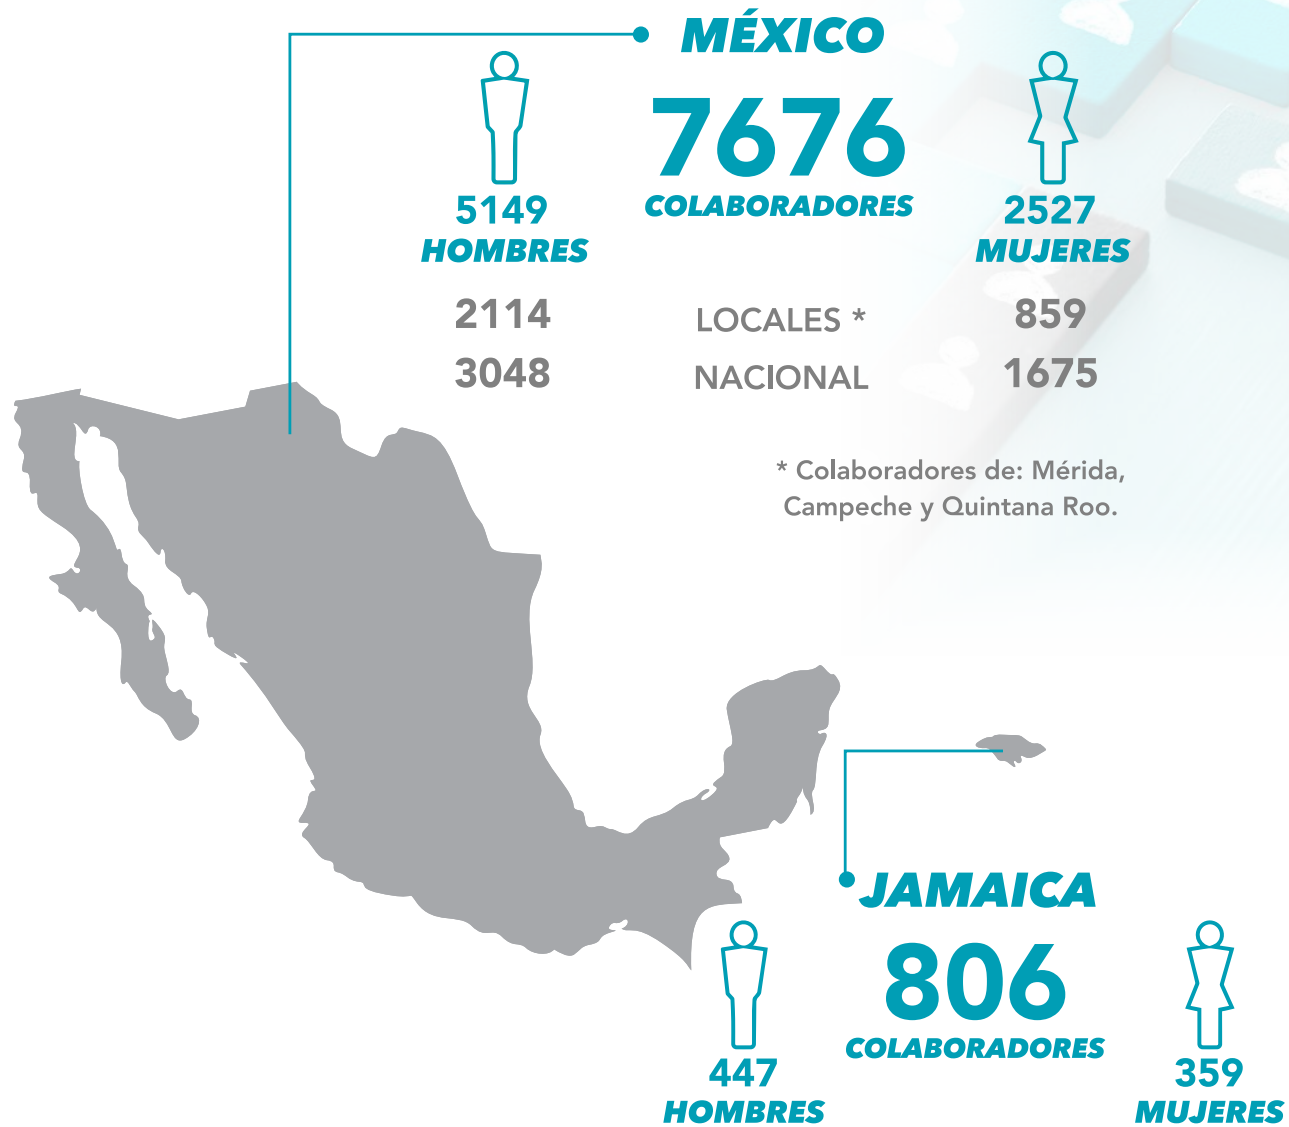 MÉXICO
7676
COLABORADORES
5149
HOMBRES
2527
MUJERES
2114 LOCALES * 859
3048 NACIONAL 1675
* Colaboradores de: Mérida,
Campeche y Quintana Roo.
JAMAICA
806
COLABORADORES
447
HOMBRES
359
MUJERES